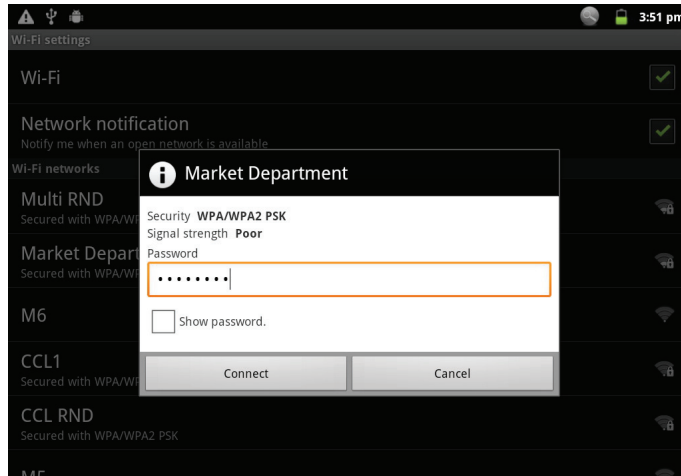 3:51 pm
Wi-Fi settings
Wi-Fi
Network notification
Notify me when an open network is available
Wi-Fi networks
Market Department
Multi RND
Secured with WPA/WP
Security WPA/WPA2 PSK
Signal strength Poor
Market Depart
Secured with WPA/WP
Password
••••••••
M6
Show password.
CCL1
Secured with WPA/WP
Connect
Cancel
CCL RND
Secured with WPA/WPA2 PSK